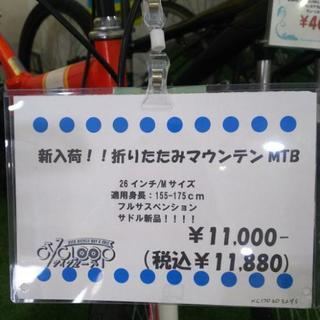 新入荷！！折りたたみマウンテンMTB
26インチ/Mサイズ
適用身長：155-175cm
フルサスペンション
サドル新品！！！！
￥11,000-
(税込￥11,880)